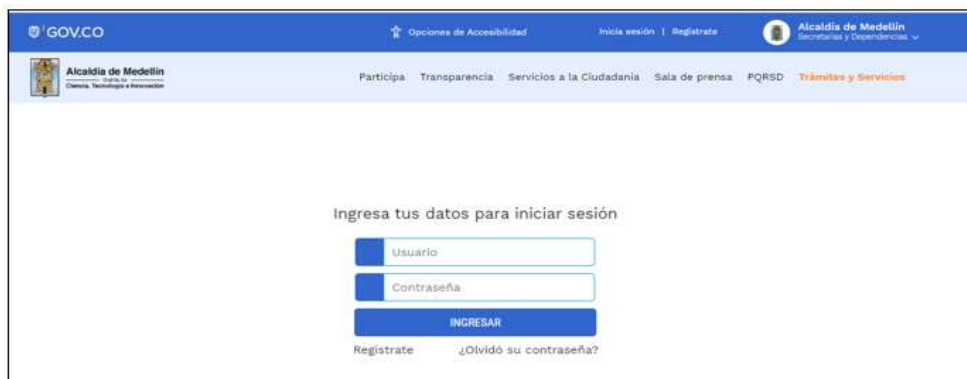 GOV.CO
Opciones de Accesibilidad
Inicia sesión | Registrate
Alcaldía de Medellín
Secretarías y Dependencias
Alcaldía de Medellín
Distrito de
Ciencia, Tecnología e Innovación
Participa Transparencia Servicios a la Ciudadanía Sala de prensa PQRSD Trámites y Servicios
Ingresa tus datos para iniciar sesión
Usuario
Contraseña
INGRESAR
Registrate ¿Olvidó su contraseña?